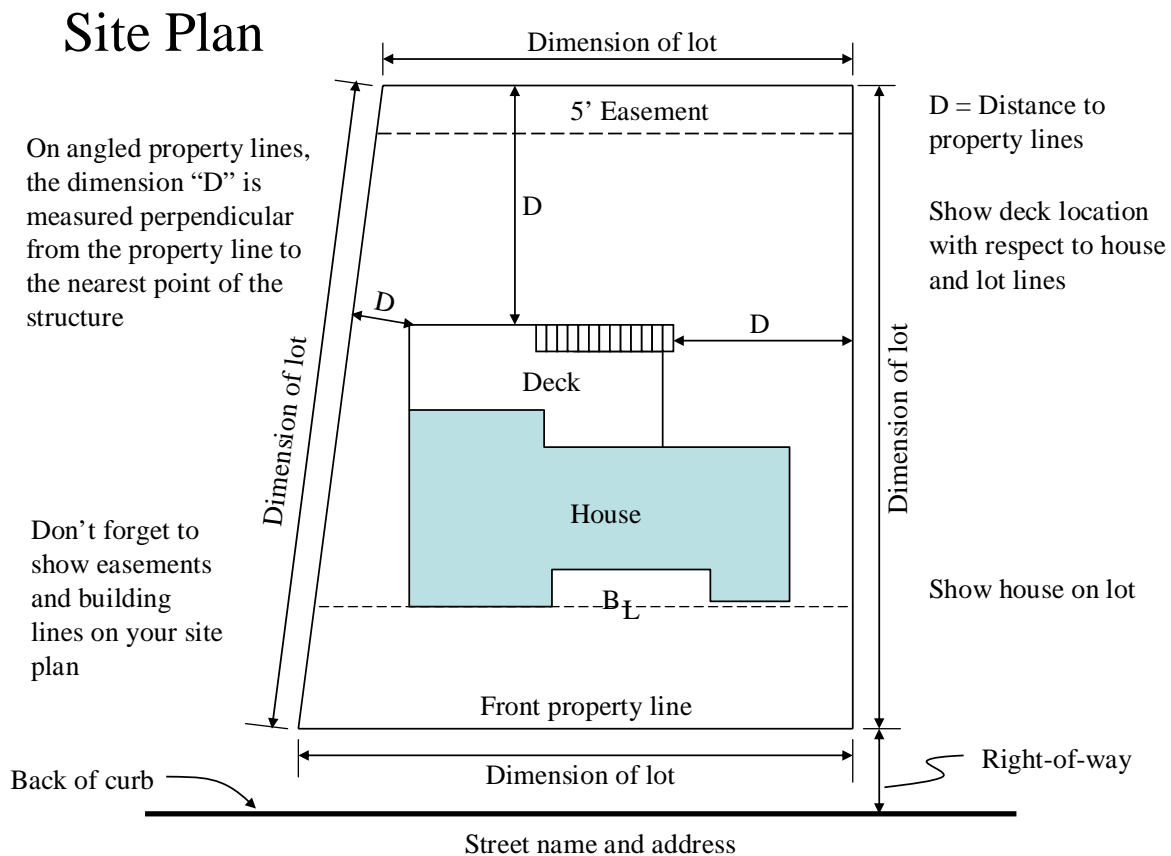 Site Plan
Dimension of lot
5’ Easement
D = Distance to
property lines
On angled property lines,
the dimension “D” is
measured perpendicular
from the property line to
the nearest point of the
structure
D
Show deck location
with respect to house
and lot lines
D
D
Deck
Dimension of lot
Dimension of lot
House
Don’t forget to
show easements
and building
lines on your site
plan
Show house on lot
BL
Front property line
Dimension of lot
Right-of-way
Back of curb
Street name and address